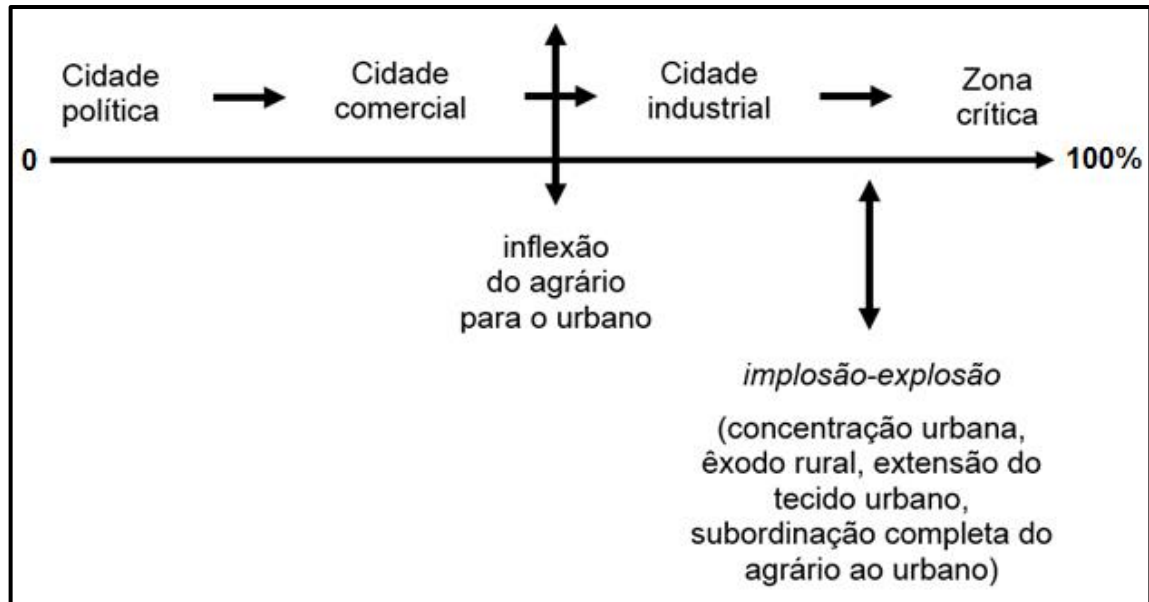 Cidade
política
Cidade
comercial
Cidade
industrial
Zona
crítica
0
100%
inflexão
do agrário
para o urbano
implosão-explosão
(concentração urbana,
êxodo rural, extensão do
tecido urbano,
subordinação completa do
agrário ao urbano)